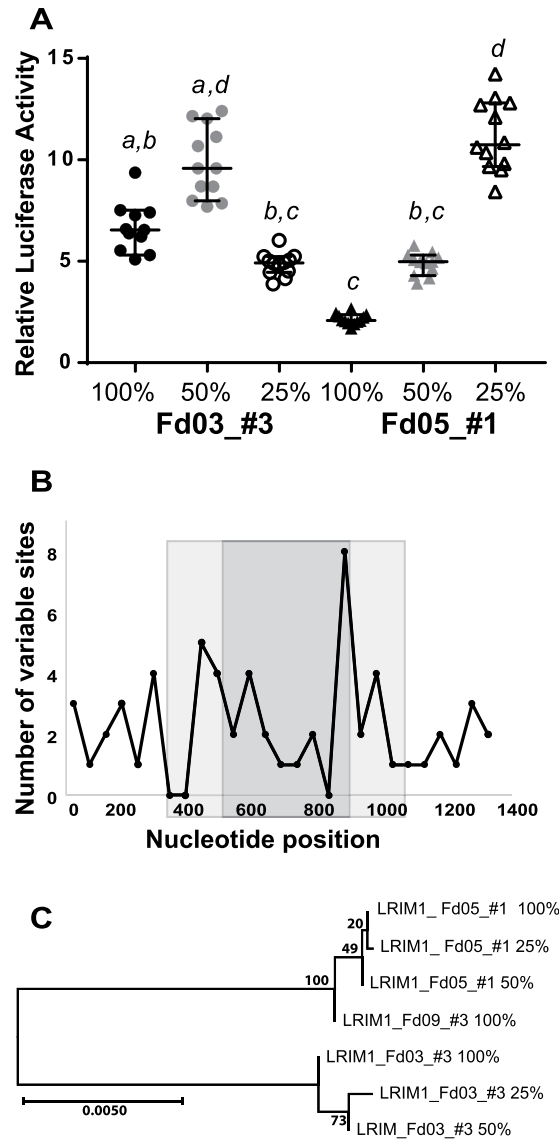 A
Relative Luciferase Activity
15
10
5
0
a,b
a,d
b,c
c
b,c
d
100% 50% 25% 100% 50% 25%
Fd03_#3 Fd05_#1
B
Number of variable sites
8
6
4
2
0
0 200 400 600 800 1000 1200 1400
Nucleotide position
C
LRIM1_ Fd05_#1 100%
20
LRIM1_ Fd05_#1 25%
49
LRIM1_Fd05_#1 50%
100
LRIM1_Fd09_#3 100%
LRIM1_Fd03_#3 100%
LRIM1_Fd03_#3 25%
73
LRIM_Fd03_#3 50%
0.0050